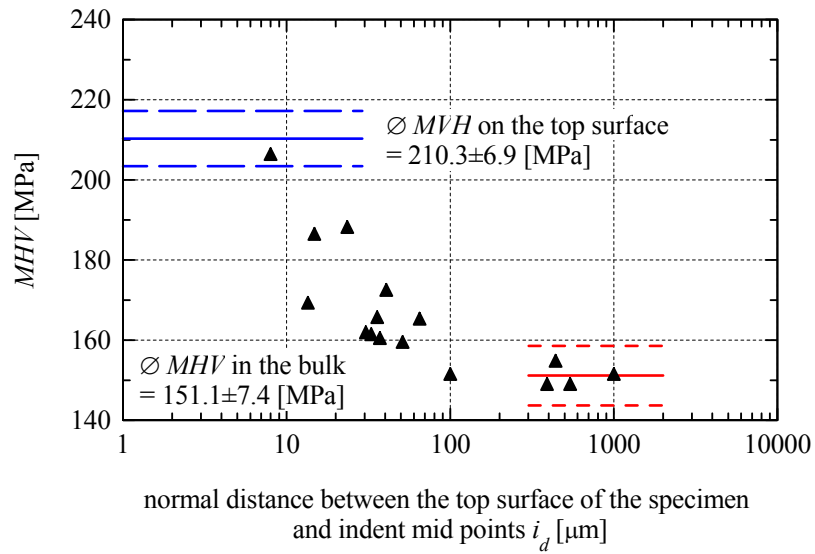 240
220
200
180
160
140
MHV [MPa]
∅ MVH on the top surface
= 210.3±6.9 [MPa]
∅ MHV in the bulk
= 151.1±7.4 [MPa]
1 10 100 1000 10000
normal distance between the top surface of the specimen
and indent mid points i_d [μm]